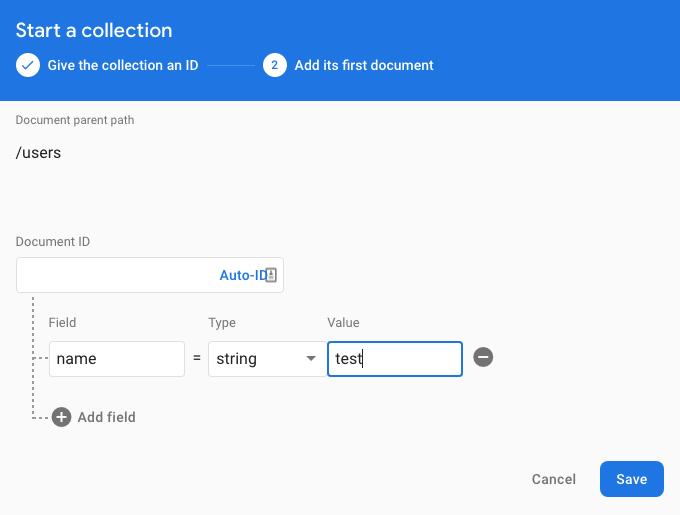 Start a collection
Give the collection an ID 2 Add its first document
Document parent path
/users
Document ID
Auto-ID
Field Type Value
name = string test
Add field
Cancel Save